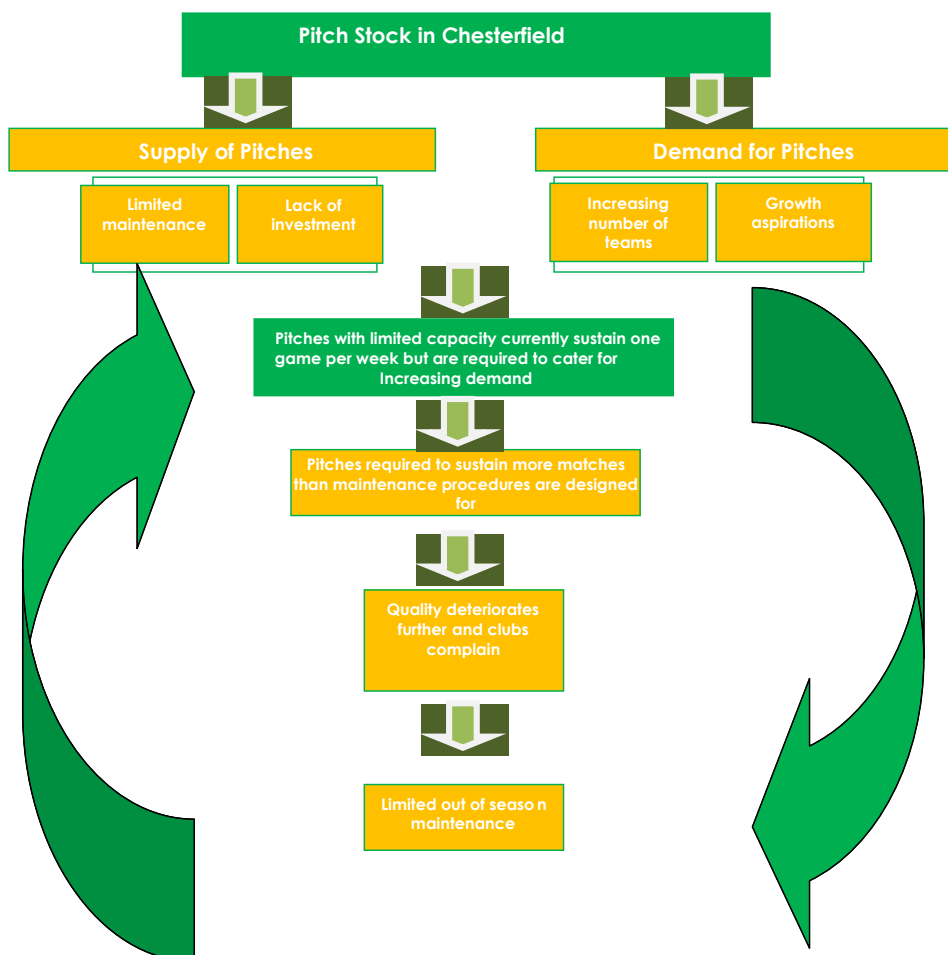 Pitch Stock in Chesterfield
Supply of Pitches
Demand for Pitches
Limited
maintenance
Lack of
investment
Increasing
number of
teams
Growth
aspirations
Pitches with limited capacity currently sustain one
game per week but are required to cater for
Increasing demand
Pitches required to sustain more matches
than maintenance procedures are designed
for
Quality deteriorates
further and clubs
complain
Limited out of season
maintenance